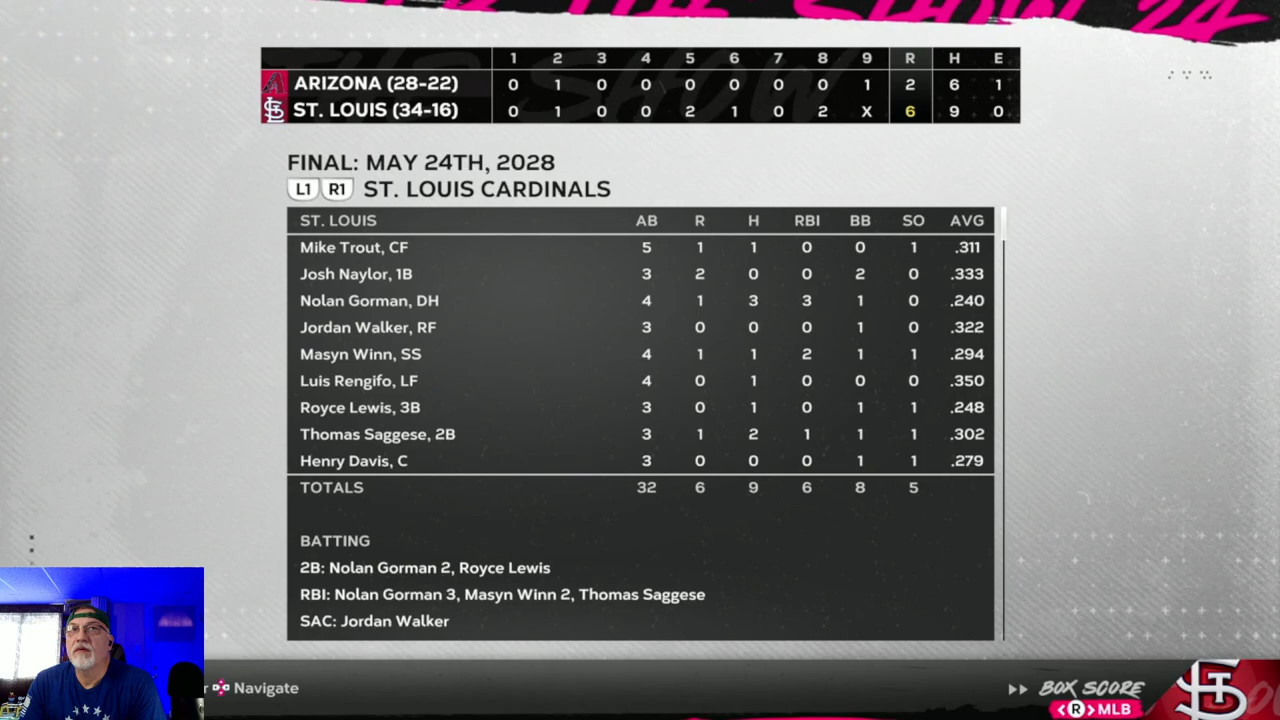 THE SHOW 24
1 2 3 4 5 6 7 8 9 R H E
ARIZONA (28-22) 0 1 0 0 0 0 0 0 1 2 6 1
ST. LOUIS (34-16) 0 1 0 0 2 1 0 2 X 6 9 0
FINAL: MAY 24TH, 2028
L1 R1 ST. LOUIS CARDINALS
ST. LOUIS AB R H RBI BB SO AVG
Mike Trout, CF 5 1 1 0 0 1 .311
Josh Naylor, 1B 3 2 0 0 2 0 .333
Nolan Gorman, DH 4 1 3 3 1 0 .240
Jordan Walker, RF 3 0 0 0 1 0 .322
Masyn Winn, SS 4 1 1 2 1 1 .294
Luis Rengifo, LF 4 0 1 0 0 0 .350
Royce Lewis, 3B 3 0 1 0 1 1 .248
Thomas Saggese, 2B 3 1 2 1 1 1 .302
Henry Davis, C 3 0 0 0 1 1 .279
TOTALS 32 6 9 6 8 5
BATTING
2B: Nolan Gorman 2, Royce Lewis
RBI: Nolan Gorman 3, Masyn Winn 2, Thomas Saggese
SAC: Jordan Walker
Navigate
BOX SCORE
<R> MLB